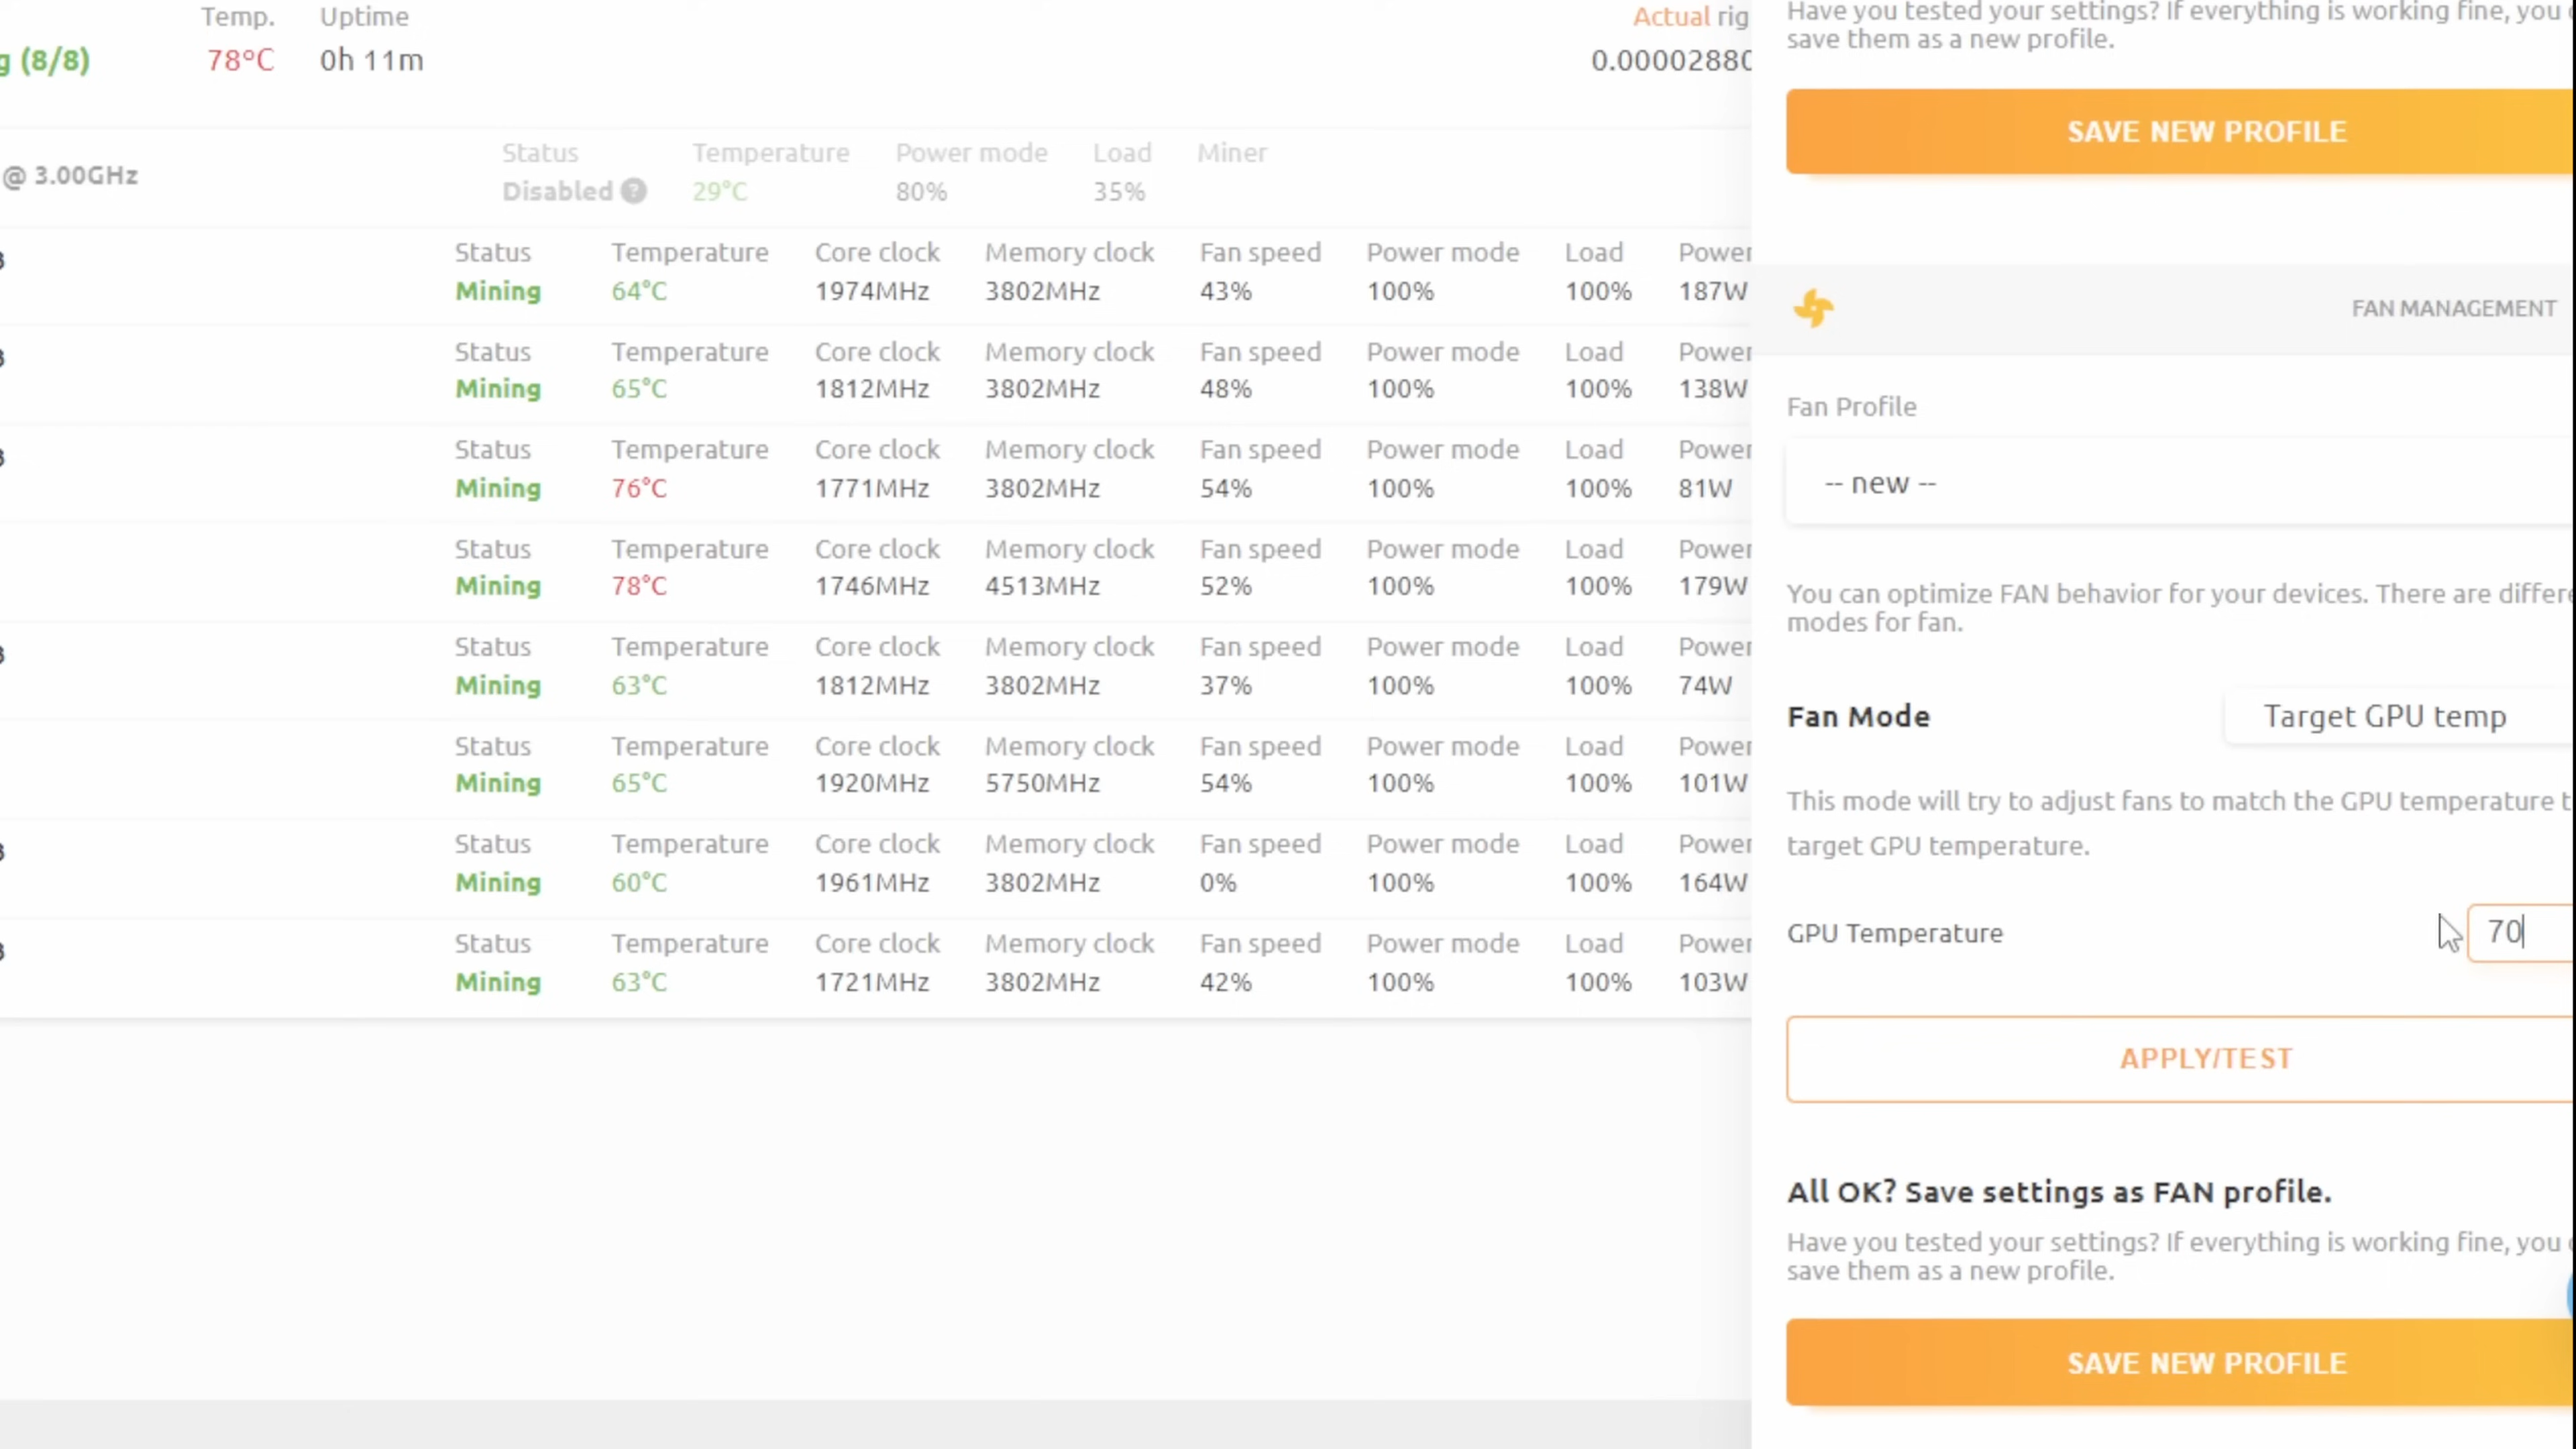 Temp. Uptime Actual rig
g (8/8) 78°C 0h 11m 0.00002880
Status Temperature Power mode Load Miner
@ 3.00GHz Disabled ? 29°C 80% 35%
Status Temperature Core clock Memory clock Fan speed Power mode Load Power
Mining 64°C 1974MHz 3802MHz 43% 100% 100% 187W
Status Temperature Core clock Memory clock Fan speed Power mode Load Power
Mining 65°C 1812MHz 3802MHz 48% 100% 100% 138W
Status Temperature Core clock Memory clock Fan speed Power mode Load Power
Mining 76°C 1771MHz 3802MHz 54% 100% 100% 81W
Status Temperature Core clock Memory clock Fan speed Power mode Load Power
Mining 78°C 1746MHz 4513MHz 52% 100% 100% 179W
Status Temperature Core clock Memory clock Fan speed Power mode Load Power
Mining 63°C 1812MHz 3802MHz 37% 100% 100% 74W
Status Temperature Core clock Memory clock Fan speed Power mode Load Power
Mining 65°C 1920MHz 5750MHz 54% 100% 100% 101W
Status Temperature Core clock Memory clock Fan speed Power mode Load Power
Mining 60°C 1961MHz 3802MHz 0% 100% 100% 164W
Status Temperature Core clock Memory clock Fan speed Power mode Load Power
Mining 63°C 1721MHz 3802MHz 42% 100% 100% 103W
Have you tested your settings? If everything is working fine, you
save them as a new profile.
SAVE NEW PROFILE
FAN MANAGEMENT
Fan Profile
-- new --
You can optimize FAN behavior for your devices. There are differe
modes for fan.
Fan Mode Target GPU temp
This mode will try to adjust fans to match the GPU temperature t
target GPU temperature.
GPU Temperature 70
APPLY/TEST
All OK? Save settings as FAN profile.
Have you tested your settings? If everything is working fine, you
save them as a new profile.
SAVE NEW PROFILE